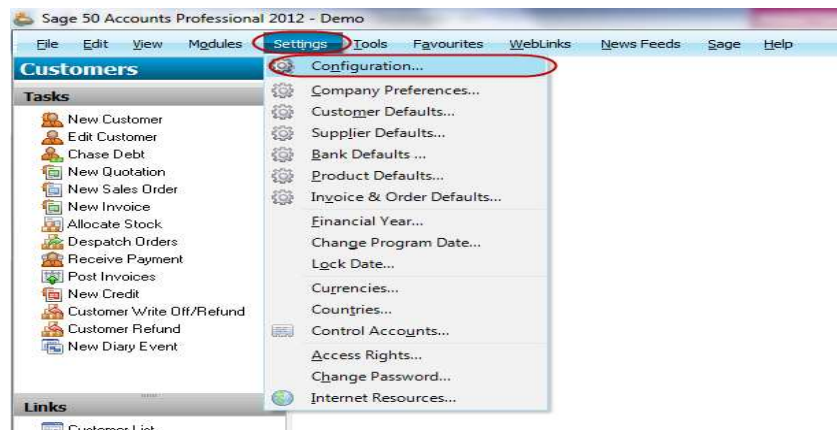 Sage 50 Accounts Professional 2012 - Demo
File Edit View Modules Settings Tools Favourites WebLinks News Feeds Sage Help
Customers
Tasks
New Customer
Edit Customer
Chase Debt
New Quotation
New Sales Order
New Invoice
Allocate Stock
Despatch Orders
Receive Payment
Post Invoices
New Credit
Customer Write Off/Refund
Customer Refund
New Diary Event
Links
Customer List
Configuration...
Company Preferences...
Customer Defaults...
Supplier Defaults...
Bank Defaults ...
Product Defaults...
Invoice & Order Defaults...
Financial Year...
Change Program Date...
Lock Date...
Currencies...
Countries...
Control Accounts...
Access Rights...
Change Password...
Internet Resources...